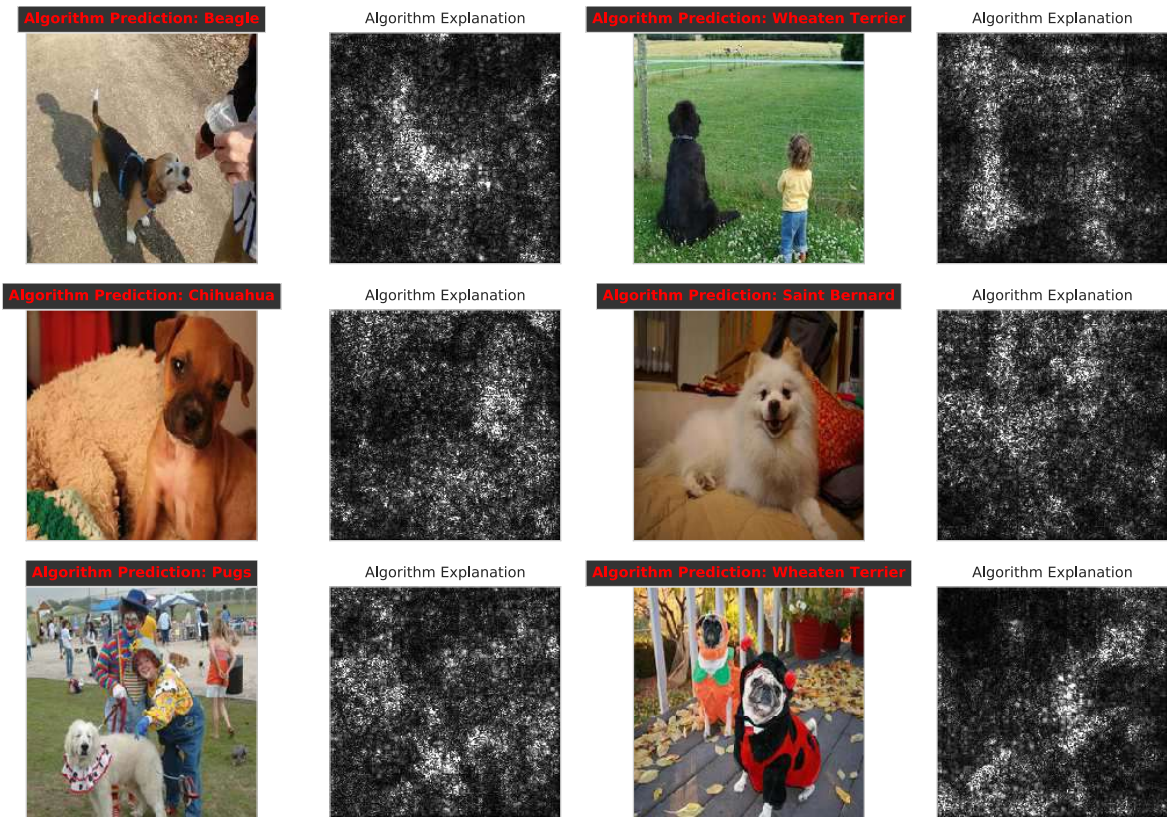 Algorithm Prediction: Beagle
Algorithm Explanation
Algorithm Prediction: Wheaten Terrier
Algorithm Explanation
Algorithm Prediction: Chihuahua
Algorithm Explanation
Algorithm Prediction: Saint Bernard
Algorithm Explanation
Algorithm Prediction: Pugs
Algorithm Explanation
Algorithm Prediction: Wheaten Terrier
Algorithm Explanation